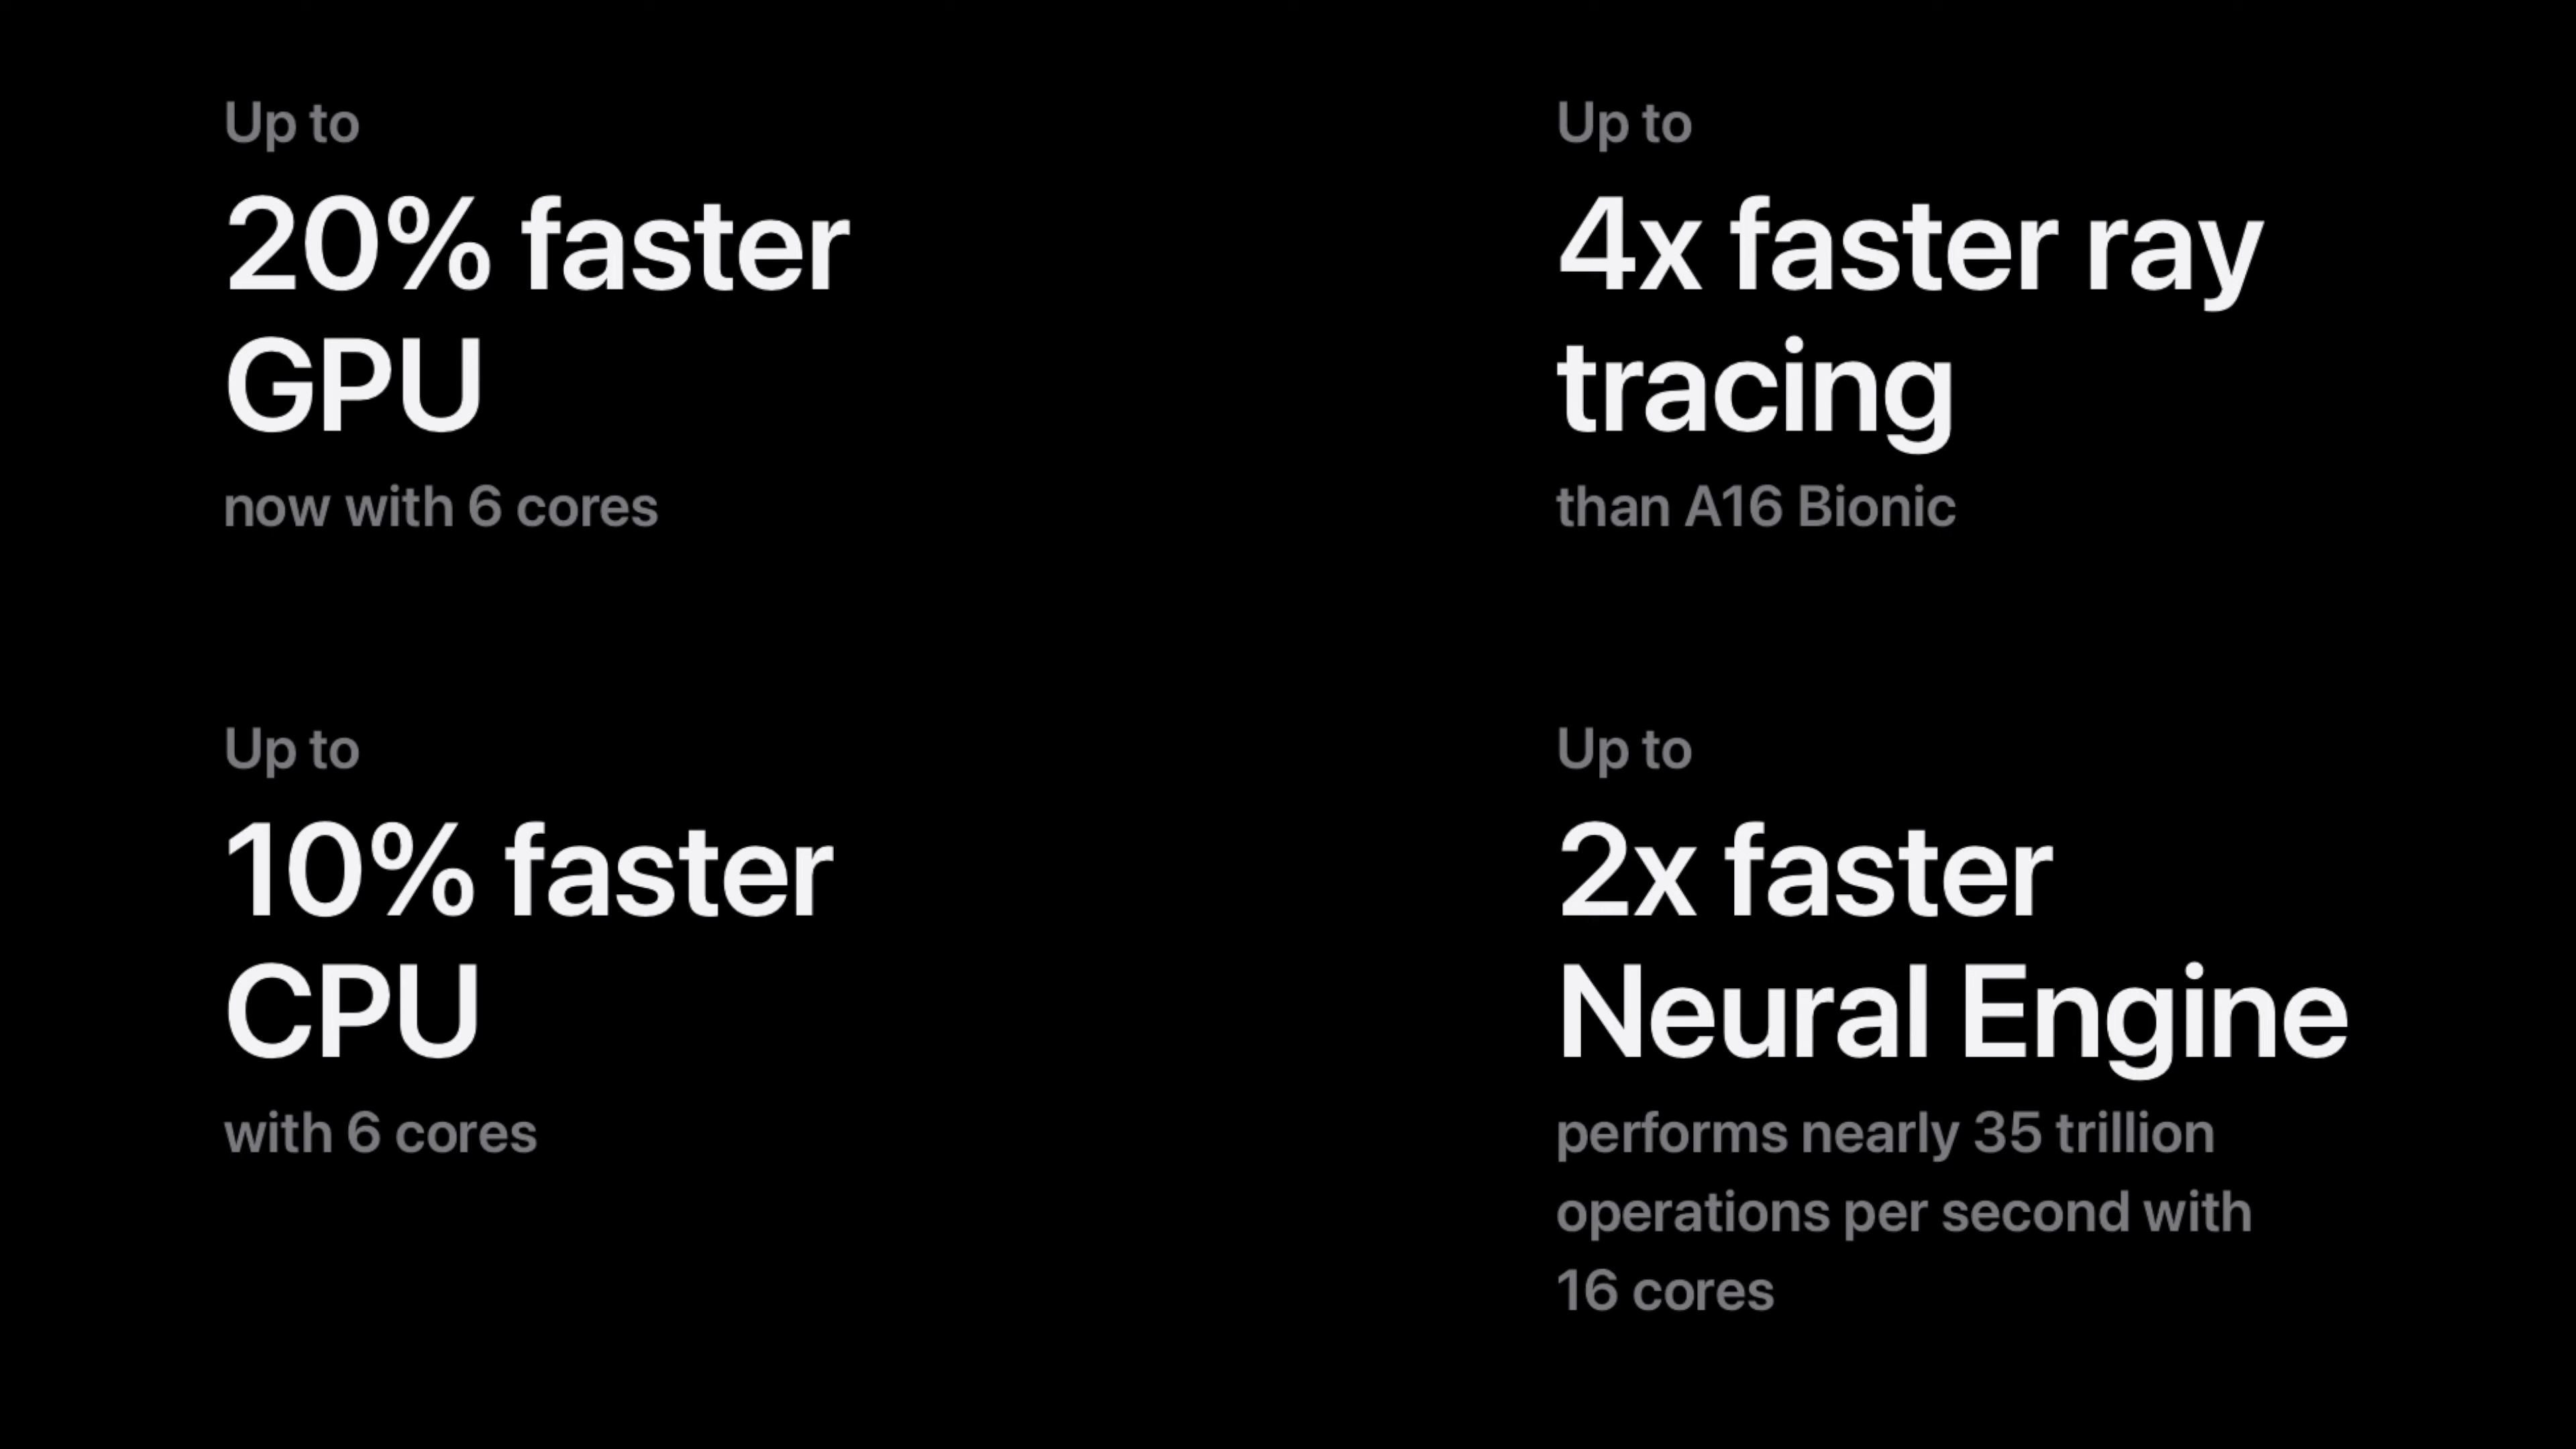 Up to
20% faster
GPU
now with 6 cores
Up to
4x faster ray
tracing
than A16 Bionic
Up to
10% faster
CPU
with 6 cores
Up to
2x faster
Neural Engine
performs nearly 35 trillion
operations per second with
16 cores